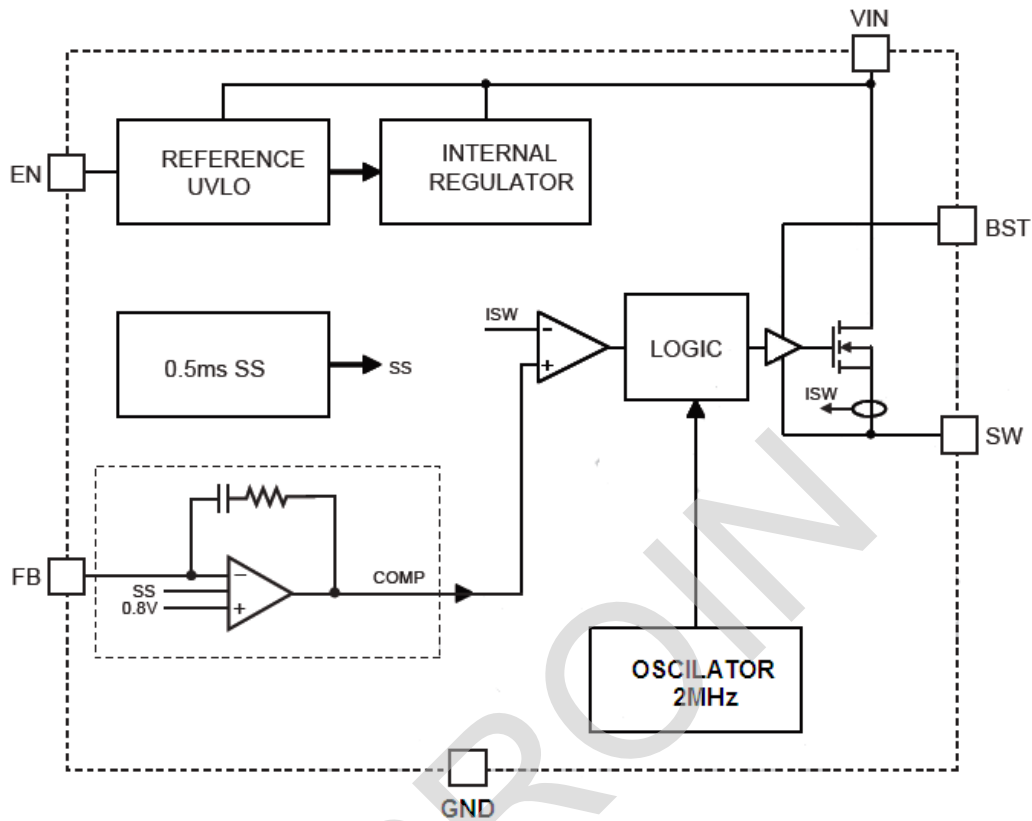 VIN
REFERENCE
UVLO
INTERNAL
REGULATOR
EN
BST
0.5ms SS
SS
ISW
-
+
LOGIC
ISW
SW
FB
COMP
−
SS
0.8V
+
OSCILATOR
2MHz
GND